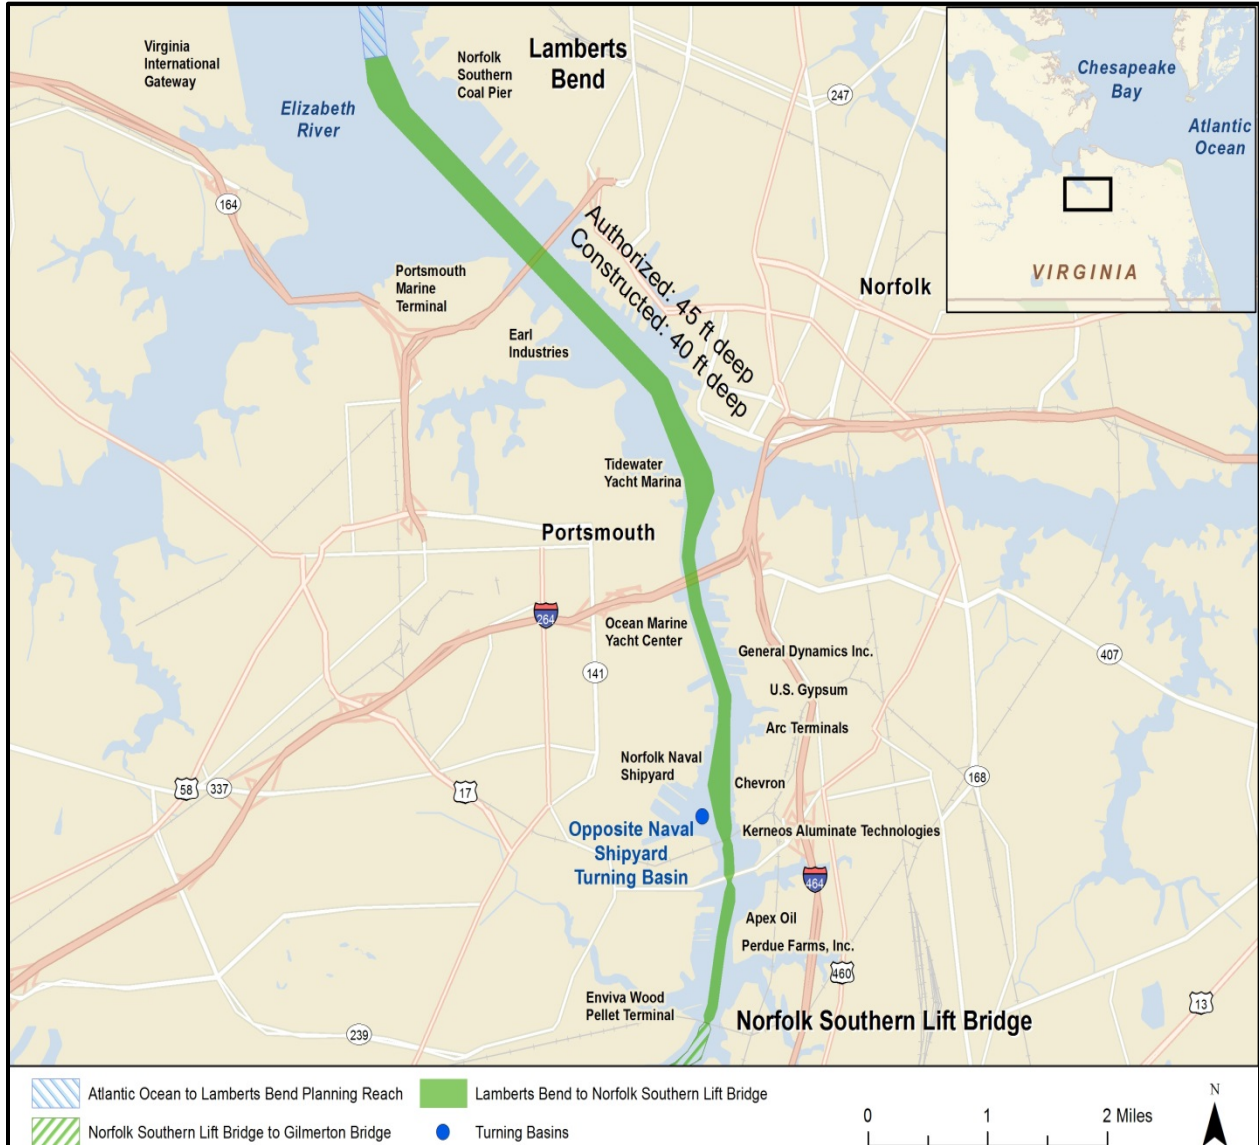 Virginia
International
Gateway
Norfolk
Southern
Coal Pier
Lamberts
Bend
Elizabeth
River
247
Chesapeake
Bay
Atlantic
Ocean
VIRGINIA
164
Portsmouth
Marine
Terminal
Earl
Industries
Authorized: 45 ft deep
Constructed: 40 ft deep
Norfolk
Tidewater
Yacht Marina
Portsmouth
264
Ocean Marine
Yacht Center
141
General Dynamics Inc.
407
U.S. Gypsum
Arc Terminals
Norfolk Naval
Shipyard
Chevron
168
58
337
17
Opposite Naval
Shipyard
Turning Basin
Kerneos Aluminate Technologies
464
Apex Oil
Perdue Farms, Inc.
460
Enviva Wood
Pellet Terminal
Norfolk Southern Lift Bridge
13
239
Atlantic Ocean to Lamberts Bend Planning Reach
Lamberts Bend to Norfolk Southern Lift Bridge
Norfolk Southern Lift Bridge to Gilmerton Bridge
Turning Basins
0 1 2 Miles
N